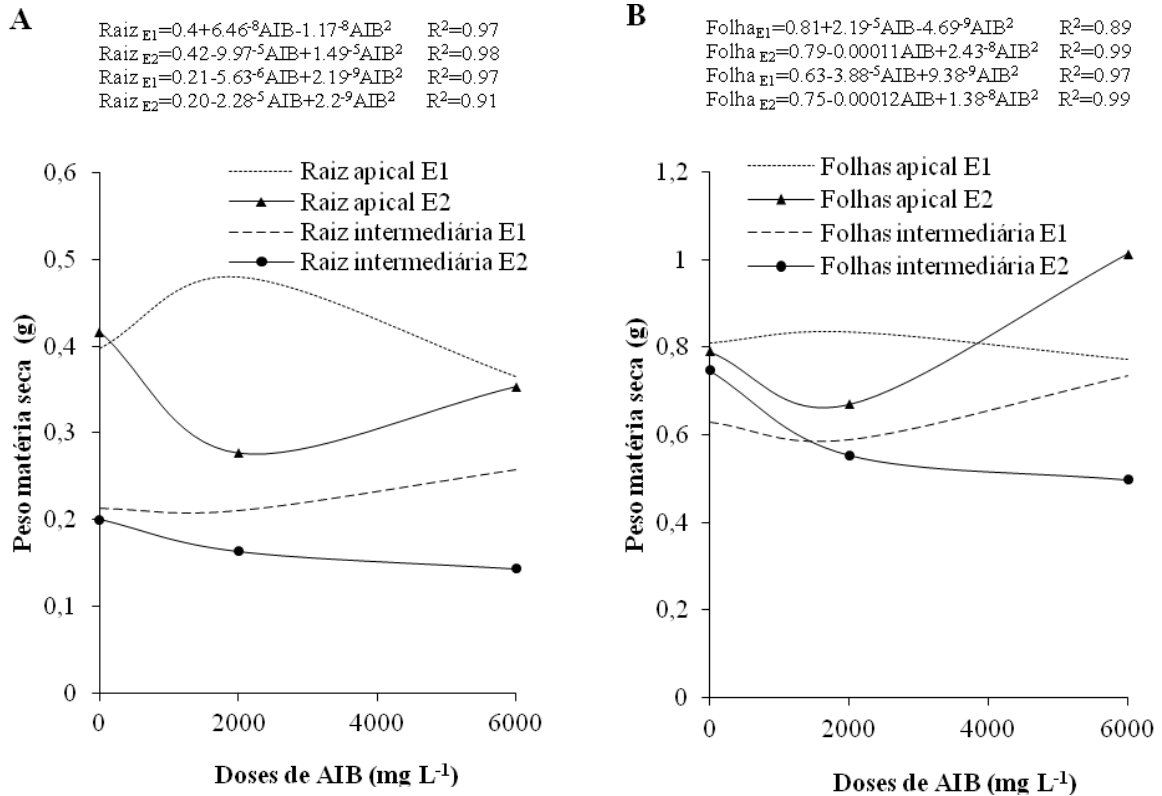 A
Raiz E1=0.4+6.46⁻⁸AIB-1.17⁻⁸AIB² R²=0.97
Raiz E2=0.42-9.97⁻⁵AIB+1.49⁻⁵AIB² R²=0.98
Raiz E1=0.21-5.63⁻⁶AIB+2.19⁻⁹AIB² R²=0.97
Raiz E2=0.20-2.28⁻⁵ AIB+2.2⁻⁹AIB² R²=0.91
Raiz apical E1
Raiz apical E2
Raiz intermediária E1
Raiz intermediária E2
Peso matéria seca (g)
0,6
0,5
0,4
0,3
0,2
0,1
0
0 2000 4000 6000
Doses de AIB (mg L⁻¹)
B
Folha E1=0.81+2.19⁻⁵AIB-4.69⁻⁹AIB² R²=0.89
Folha E2=0.79-0.00011AIB+2.43⁻⁸AIB² R²=0.99
Folha E1=0.63-3.88⁻⁵AIB+9.38⁻⁹AIB² R²=0.97
Folha E2=0.75-0.00012AIB+1.38⁻⁸AIB² R²=0.99
Folhas apical E1
Folhas apical E2
Folhas intermediária E1
Folhas intermediária E2
Peso matéria seca (g)
1,2
1
0,8
0,6
0,4
0,2
0
0 2000 4000 6000
Doses de AIB (mg L⁻¹)